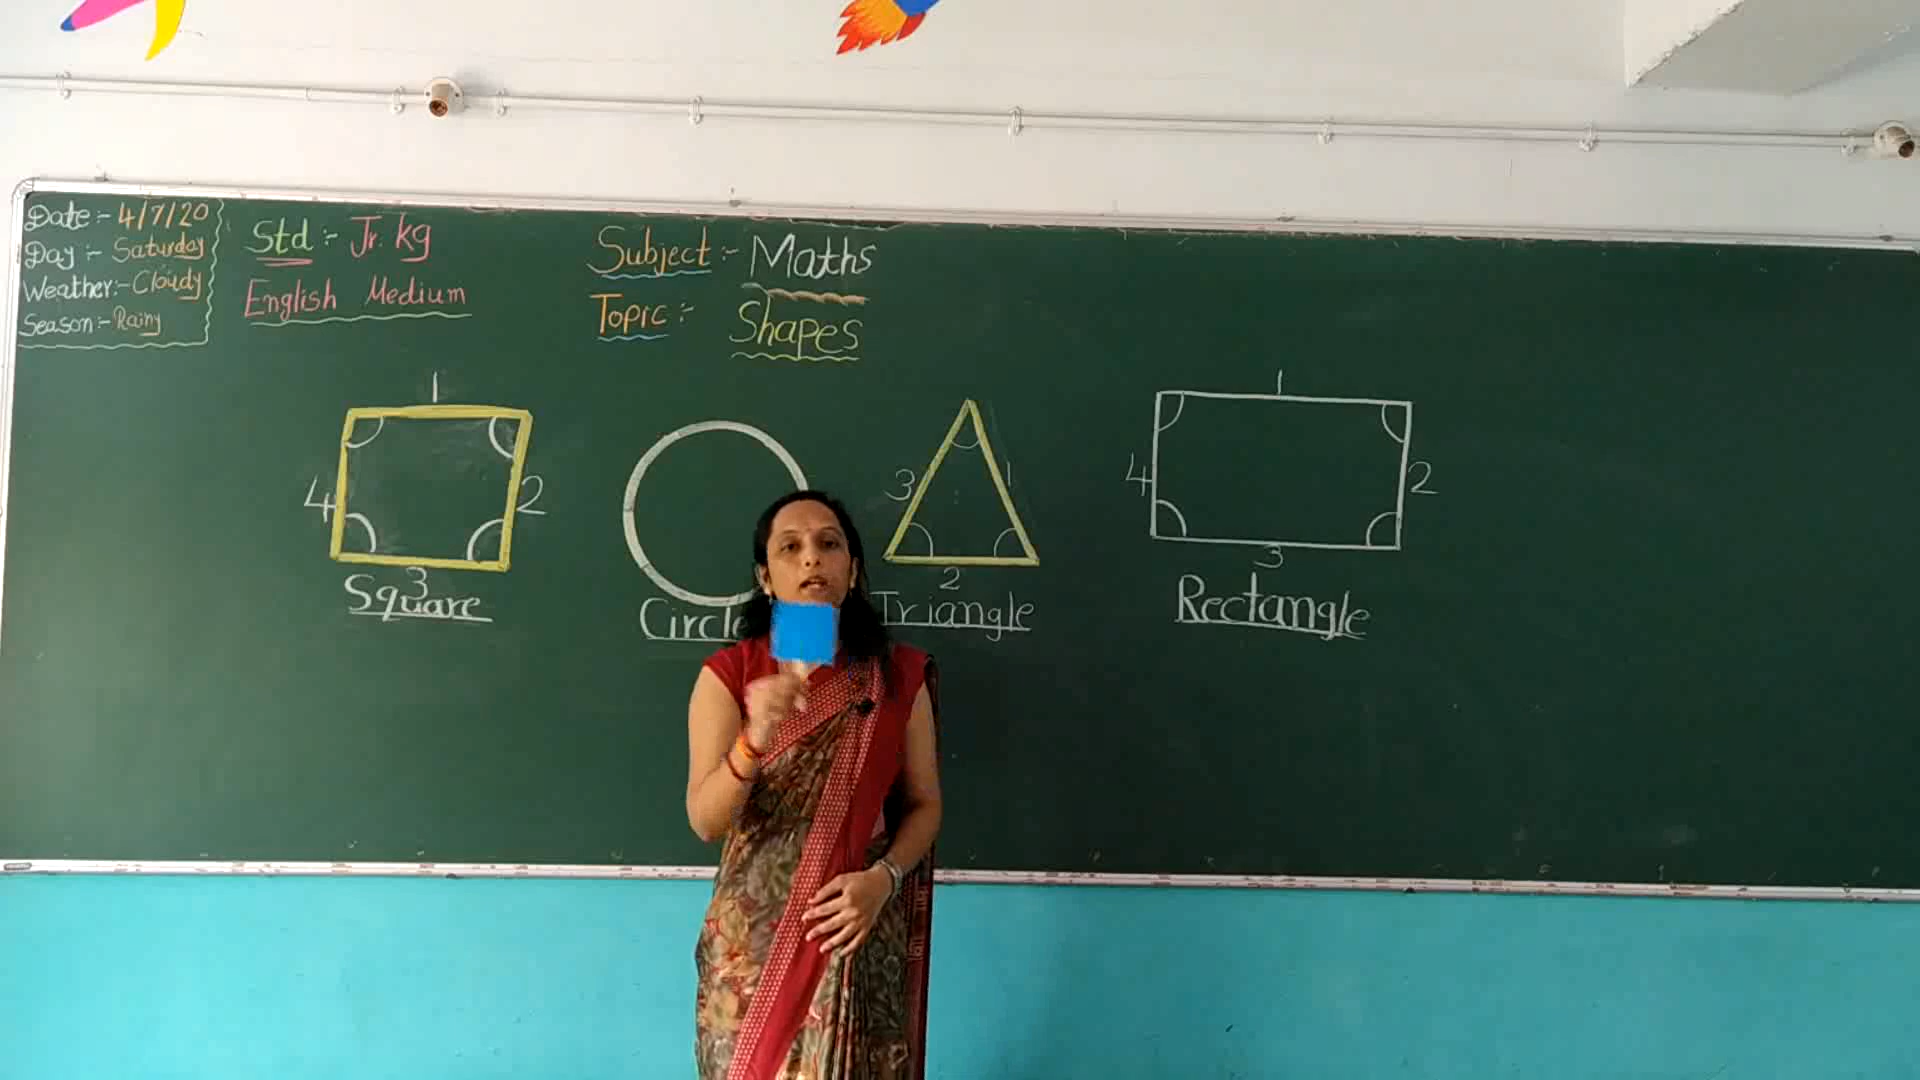 Date :- 4/7/20
Day :- Saturday
Weather:- Cloudy
Season:- Rainy
Std :- Jr. kg
English Medium
Subject :- Maths
Topic :- Shapes
1
4 2
3
Square
Circle
3 1
2
Triangle
1
4 2
3
Rectangle